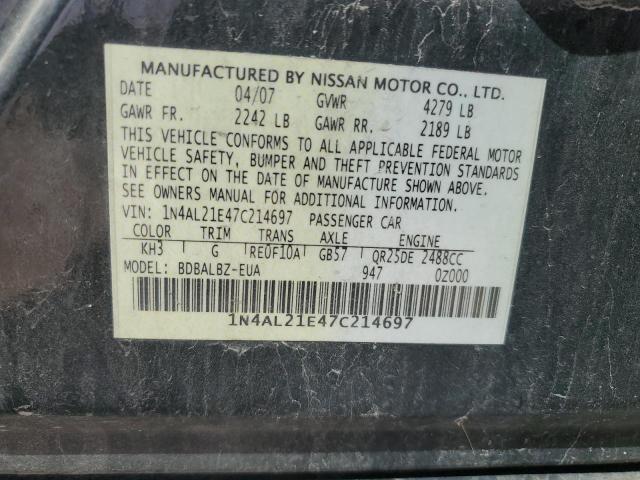 MANUFACTURED BY NISSAN MOTOR CO., LTD.
DATE 04/07 GVWR 4279 LB
GAWR FR. 2242 LB GAWR RR. 2189 LB
THIS VEHICLE CONFORMS TO ALL APPLICABLE FEDERAL MOTOR
VEHICLE SAFETY, BUMPER AND THEFT PREVENTION STANDARDS
IN EFFECT ON THE DATE OF MANUFACTURE SHOWN ABOVE.
SEE OWNERS MANUAL FOR ADDITIONAL INFORMATION.
VIN: 1N4AL21E47C214697 PASSENGER CAR
COLOR TRIM TRANS AXLE ENGINE
KH3 G RE0F10A GB57 QR25DE 2488CC
MODEL: BDBALBZ-EUA 947 0Z000
1N4AL21E47C214697